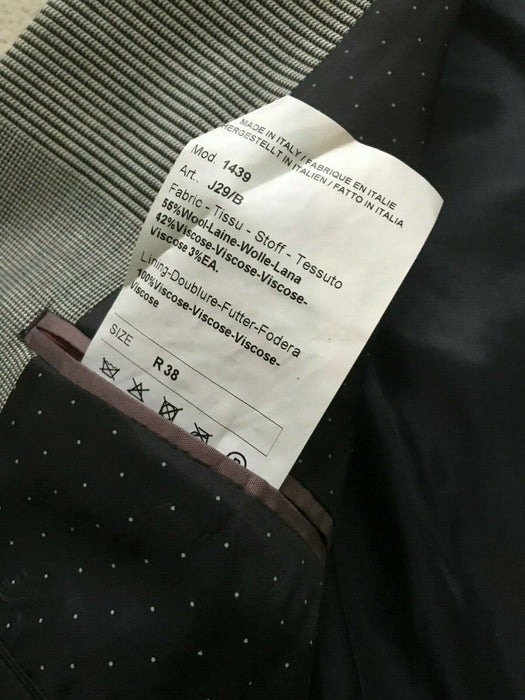 MADE IN ITALY / FABRIQUE EN ITALIE
HERGESTELLT IN ITALIEN / FATTO IN ITALIA
Mod. 1439
Art. J29/B
Fabric - Tissu - Stoff - Tessuto
55%Wool-Laine-Wolle-Lana
42%Viscose-Viscose-Viscose-
Viscose 3%EA.
Lining-Doublure-Futter-Fodera
100%Viscose-Viscose-Viscose-
Viscose
SIZE R 38
P